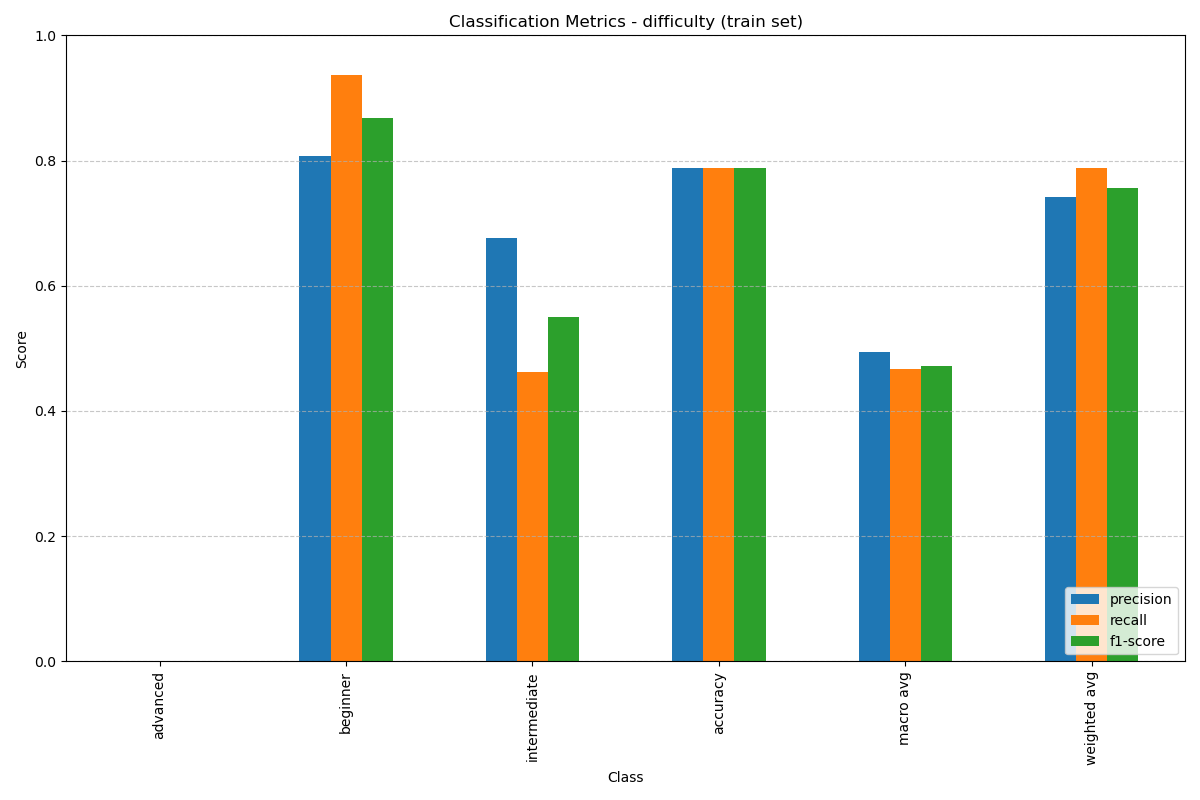 Classification Metrics - difficulty (train set)
1.0
0.8
0.6
0.4
0.2
0.0
Score
precision
recall
f1-score
advanced
beginner
intermediate
accuracy
macro avg
weighted avg
Class